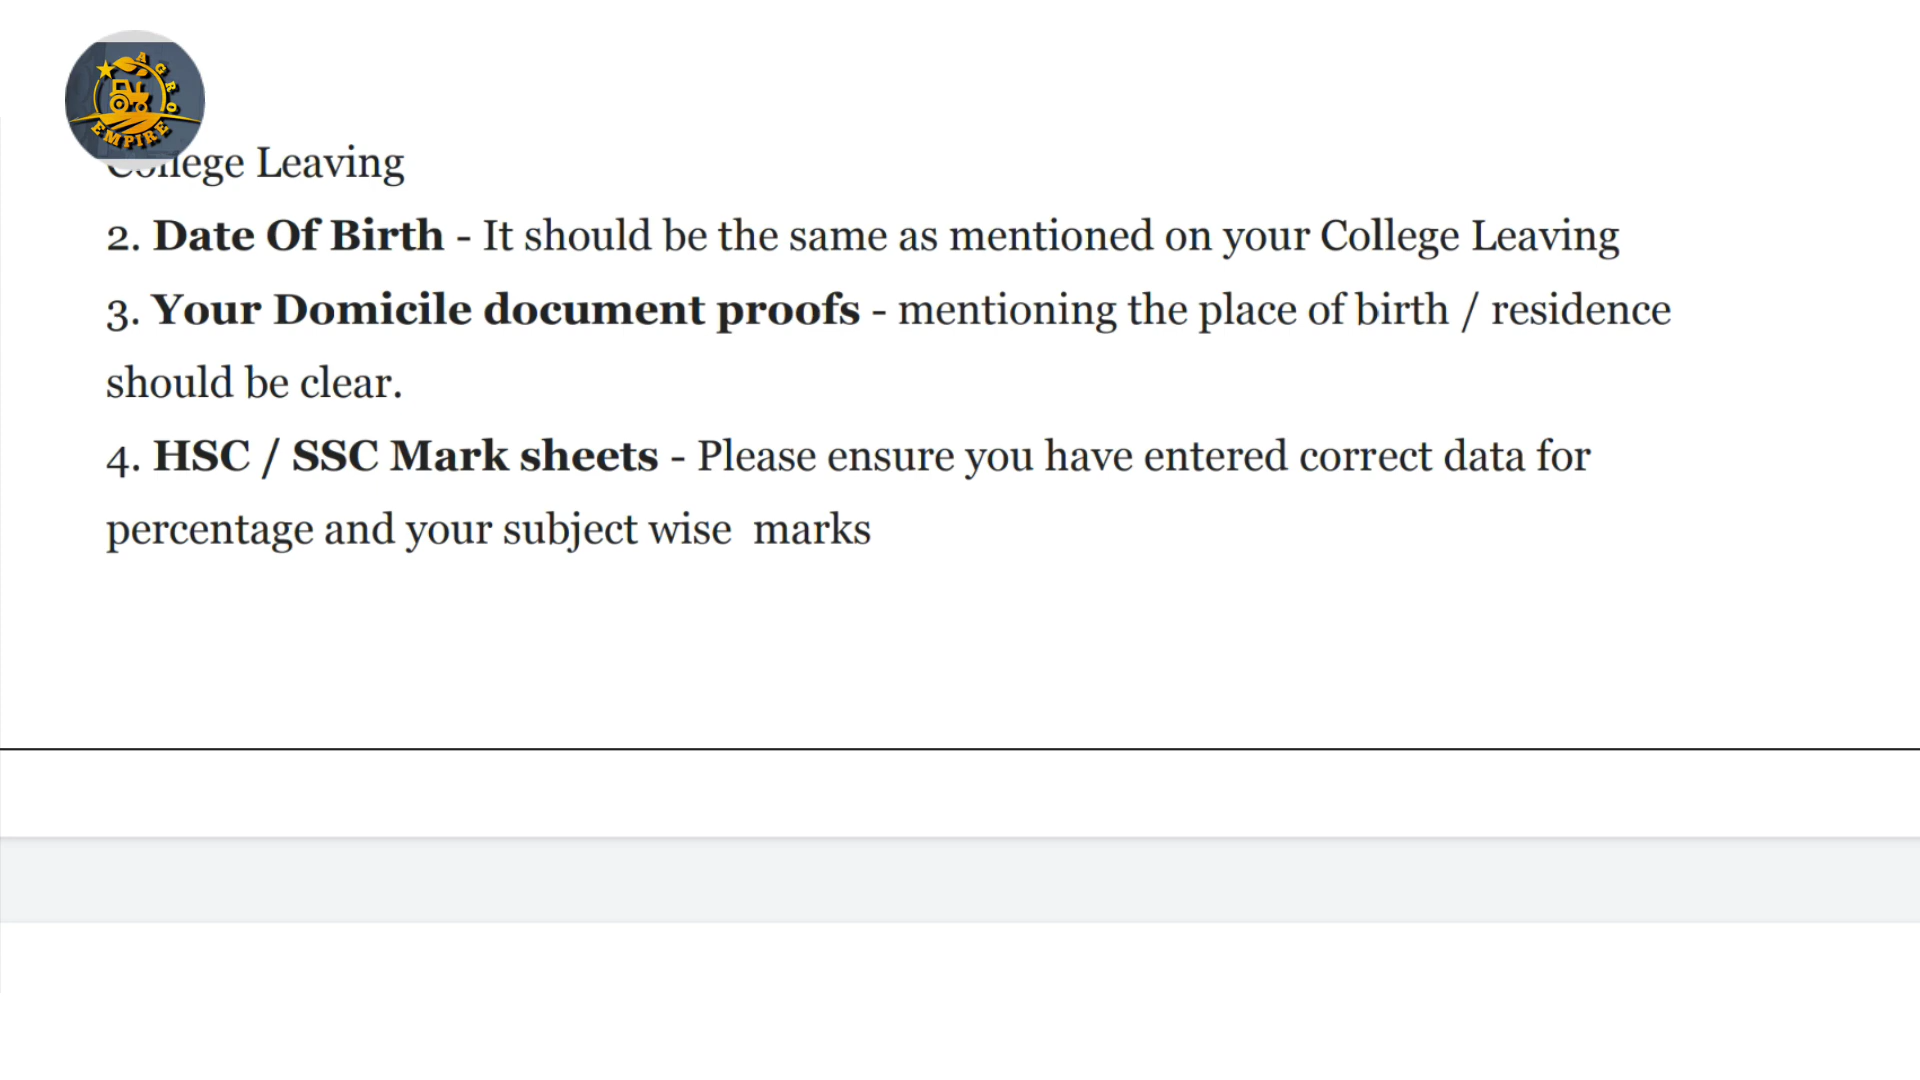 AGRO
EMPIRE
College Leaving
2. Date Of Birth - It should be the same as mentioned on your College Leaving
3. Your Domicile document proofs - mentioning the place of birth / residence
should be clear.
4. HSC / SSC Mark sheets - Please ensure you have entered correct data for
percentage and your subject wise  marks